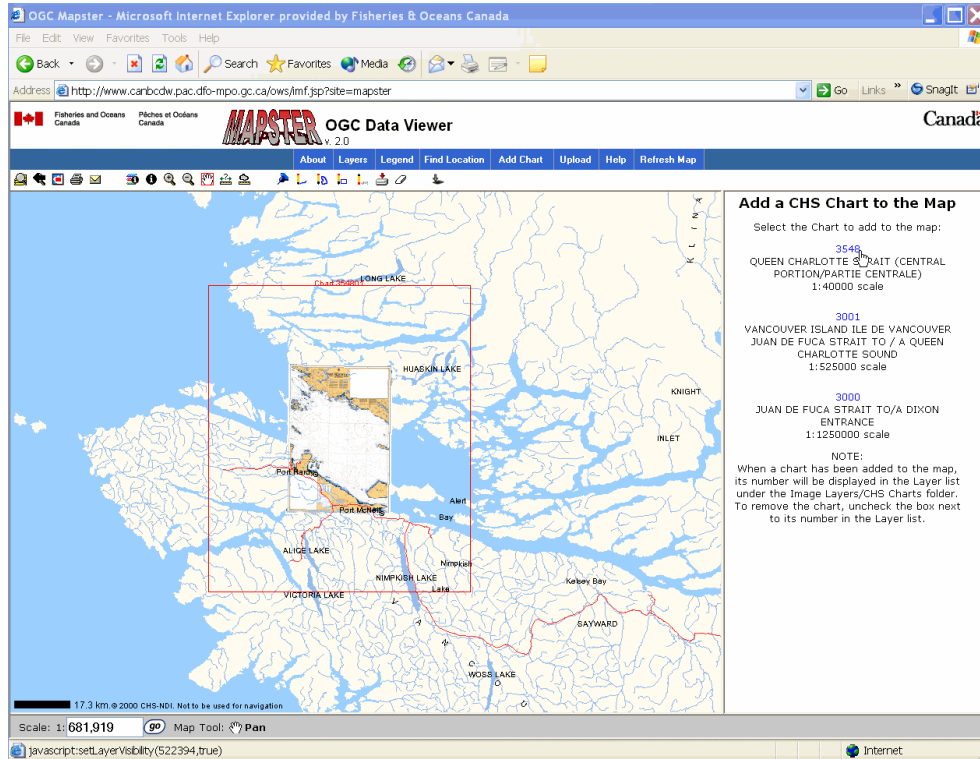 OGC Mapster - Microsoft Internet Explorer provided by Fisheries & Oceans Canada
File Edit View Favorites Tools Help
Back Search Favorites Media
Address http://www.canbcdw.pac.dfo-mpo.gc.ca/ows/imf.jsp?site=mapster Go Links » SnagIt
Fisheries and Oceans Canada
Pêches et Océans Canada
MAPSTER OGC Data Viewer
v. 2.0
Canada
About Layers Legend Find Location Add Chart Upload Help Refresh Map
K L I N A
LONG LAKE
HUASKIN LAKE
KNIGHT
INLET
Port Hardy
Alert
Port McNeill
Bay
ALICE LAKE
Nimpkish
NIMPKISH LAKE
Kelsey Bay
Lake
VICTORIA LAKE
SAYWARD
V A N C O
WOSS LAKE
17.3 km. © 2000 CHS-NDI. Not to be used for navigation
Add a CHS Chart to the Map
Select the Chart to add to the map:
3548
QUEEN CHARLOTTE STRAIT (CENTRAL
PORTION/PARTIE CENTRALE)
1:40000 scale
3001
VANCOUVER ISLAND ILE DE VANCOUVER
JUAN DE FUCA STRAIT TO / A QUEEN
CHARLOTTE SOUND
1:525000 scale
3000
JUAN DE FUCA STRAIT TO/A DIXON
ENTRANCE
1:1250000 scale
NOTE:
When a chart has been added to the map,
its number will be displayed in the Layer list
under the Image Layers/CHS Charts folder.
To remove the chart, uncheck the box next
to its number in the Layer list.
Scale: 1: 681,919 go Map Tool: Pan
javascript:setLayerVisibility(522394,true) Internet